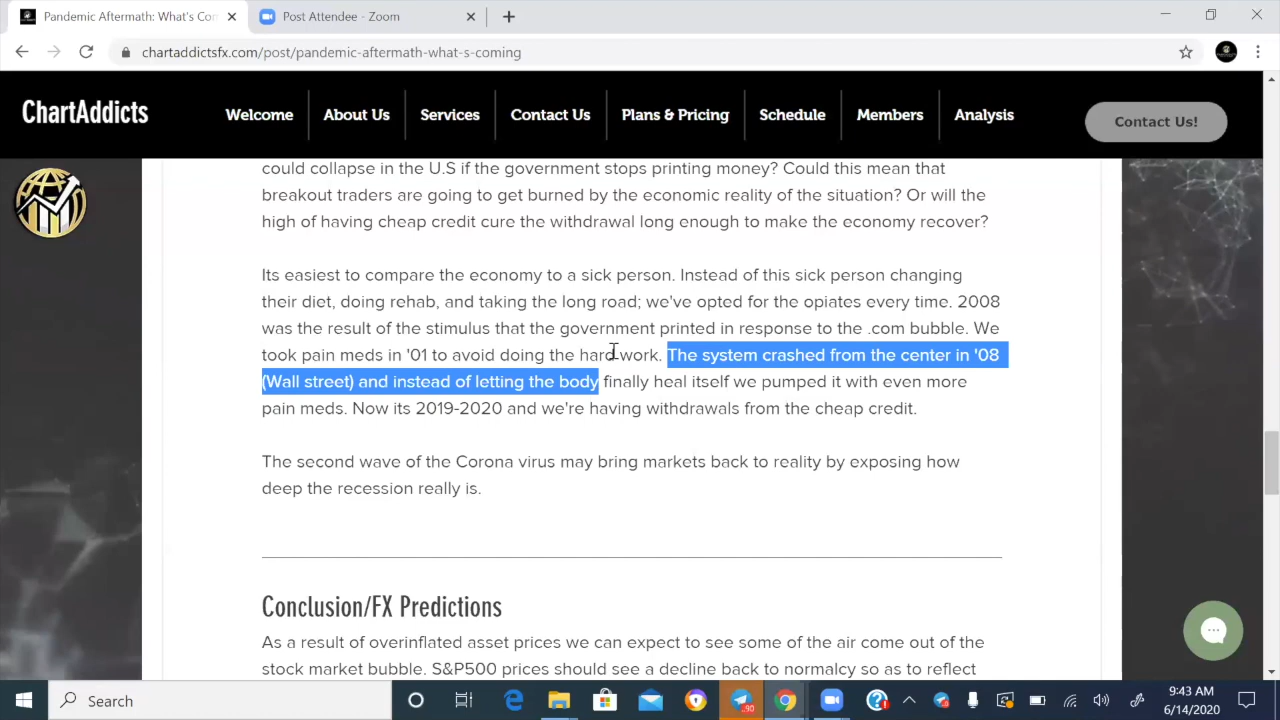 Pandemic Aftermath: What's Con
Post Attendee - Zoom
chartaddictsfx.com/post/pandemic-aftermath-what-s-coming
ChartAddicts
Welcome
About Us
Services
Contact Us
Plans & Pricing
Schedule
Members
Analysis
Contact Us!
could collapse in the U.S if the government stops printing money? Could this mean that
breakout traders are going to get burned by the economic reality of the situation? Or will the
high of having cheap credit cure the withdrawal long enough to make the economy recover?
Its easiest to compare the economy to a sick person. Instead of this sick person changing
their diet, doing rehab, and taking the long road; we've opted for the opiates every time. 2008
was the result of the stimulus that the government printed in response to the .com bubble. We
took pain meds in '01 to avoid doing the hard work. The system crashed from the center in '08
(Wall street) and instead of letting the body finally heal itself we pumped it with even more
pain meds. Now its 2019-2020 and we're having withdrawals from the cheap credit.
The second wave of the Corona virus may bring markets back to reality by exposing how
deep the recession really is.
Conclusion/FX Predictions
As a result of overinflated asset prices we can expect to see some of the air come out of the
stock market bubble. S&P500 prices should see a decline back to normalcy so as to reflect
Search
.90
9:43 AM
6/14/2020